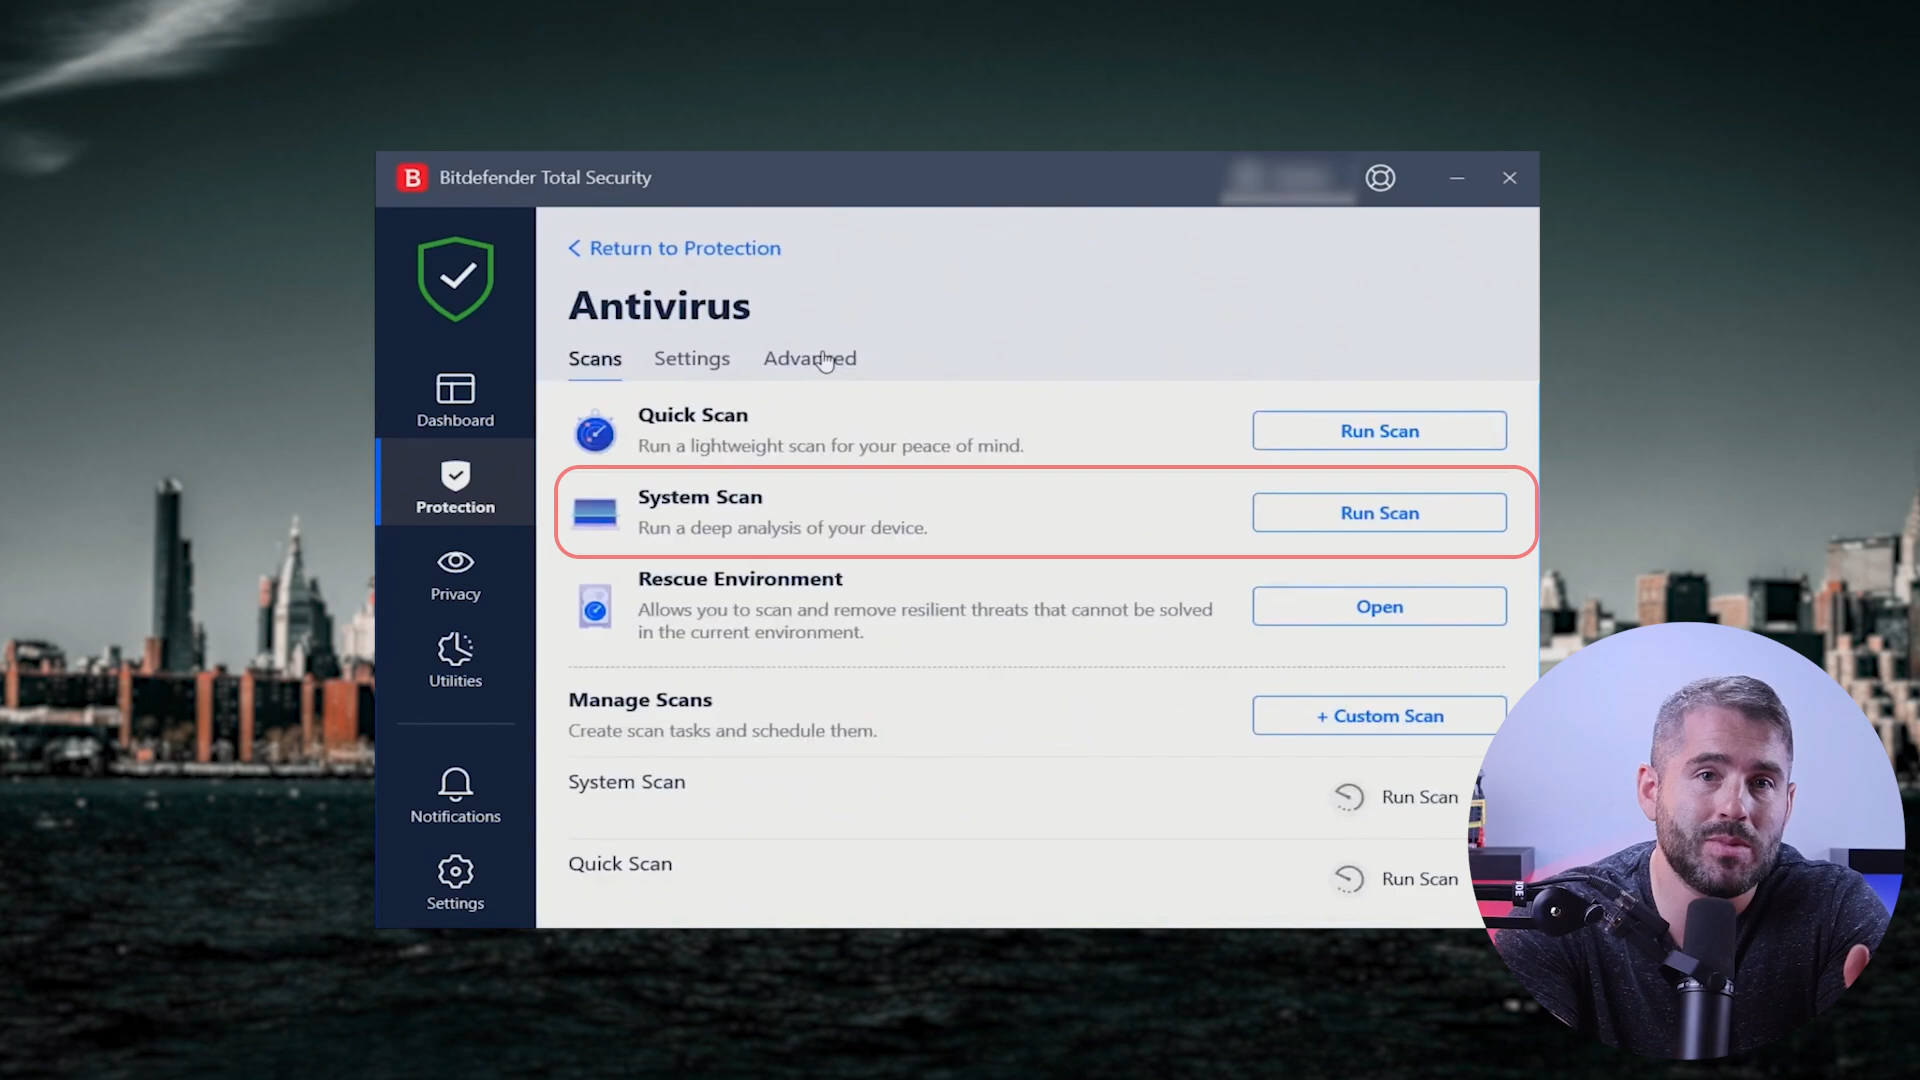 B Bitdefender Total Security
Return to Protection
Antivirus
Scans Settings Advanced
Quick Scan
Run a lightweight scan for your peace of mind.
Run Scan
System Scan
Run a deep analysis of your device.
Run Scan
Rescue Environment
Allows you to scan and remove resilient threats that cannot be solved
in the current environment.
Open
Manage Scans
Create scan tasks and schedule them.
+ Custom Scan
System Scan
Run Scan
Quick Scan
Run Scan
Dashboard
Protection
Privacy
Utilities
Notifications
Settings